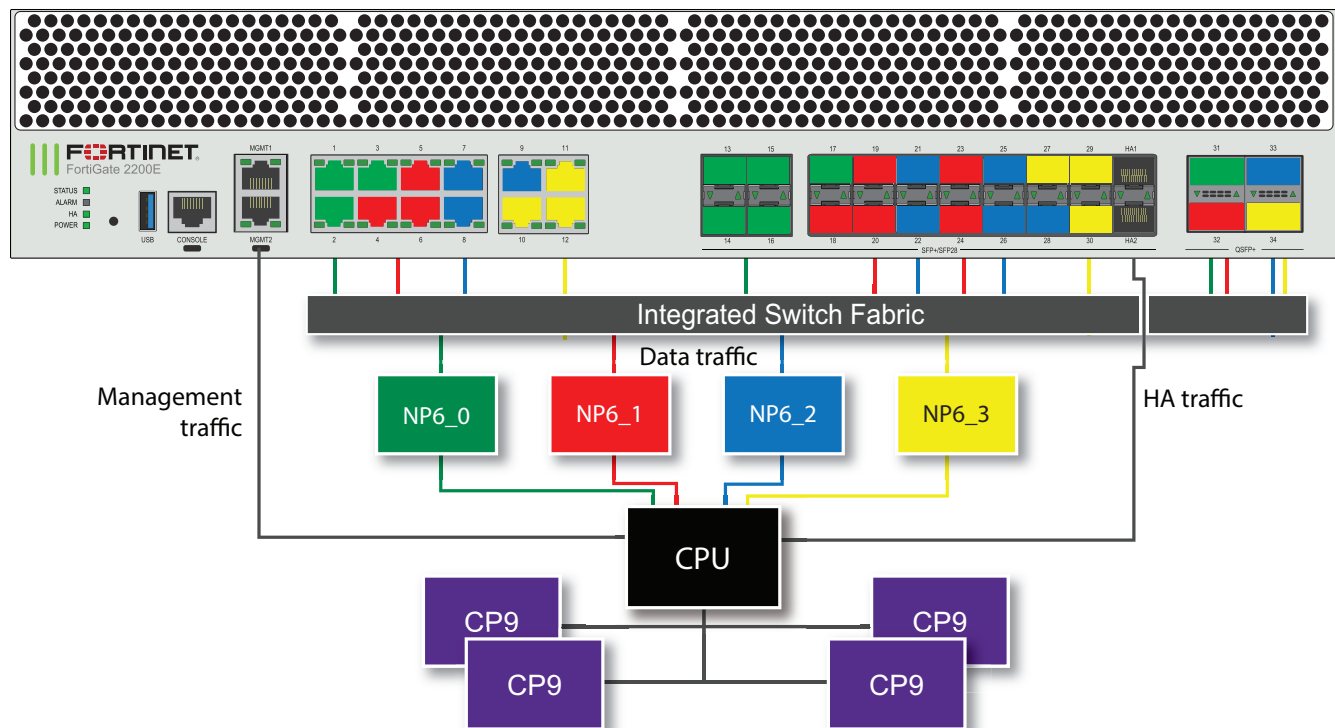 MGMT1
1 3 5 7
9 11
13 15
17 19 21 23 25 27 29 HA1
31 33
FORTINET
FortiGate 2200E
STATUS
ALARM
HA
POWER
USB
CONSOLE
MGMT2
2 4 6 8
10 12
14 16
18 20 22 24 26 28 30 HA2
SFP+/SFP28
32 34
QSFP+
Integrated Switch Fabric
Data traffic
Management
traffic
HA traffic
NP6_0
NP6_1
NP6_2
NP6_3
CPU
CP9
CP9
CP9
CP9